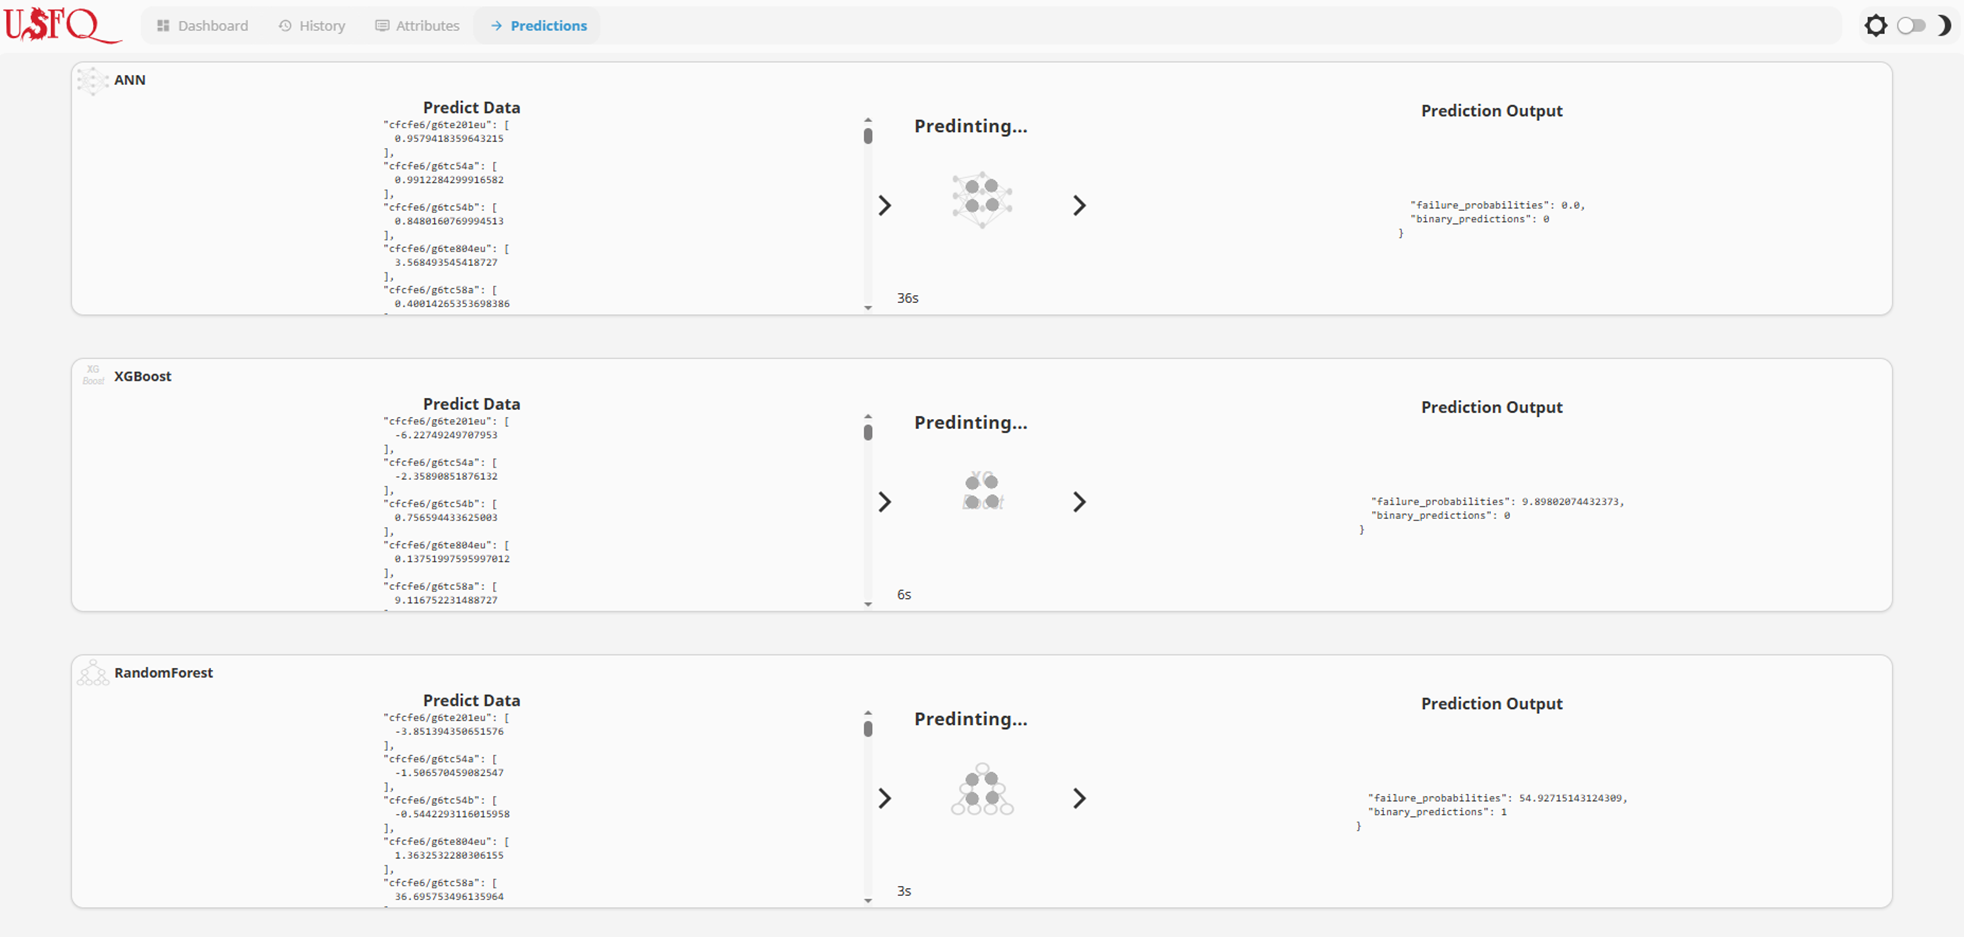 USFQ
Dashboard
History
Attributes
Predictions
ANN
Predict Data
"cfcfe6/g6te201eu": [
0.9579418359643215
],
"cfcfe6/g6tc54a": [
0.9912284299916582
],
"cfcfe6/g6tc54b": [
0.8480160769994513
],
"cfcfe6/g6te804eu": [
3.568493545418727
],
"cfcfe6/g6tc58a": [
0.40014265353698386
Predinting...
36s
Prediction Output
"failure_probabilities": 0.0,
"binary_predictions": 0
}
XG
Boost
XGBoost
Predict Data
"cfcfe6/g6te201eu": [
-6.22749249707953
],
"cfcfe6/g6tc54a": [
-2.35890851876132
],
"cfcfe6/g6tc54b": [
0.756594433625003
],
"cfcfe6/g6te804eu": [
0.13751997595997012
],
"cfcfe6/g6tc58a": [
9.116752231488727
Predinting...
XG
Boost
6s
Prediction Output
"failure_probabilities": 9.89802074432373,
"binary_predictions": 0
}
RandomForest
Predict Data
"cfcfe6/g6te201eu": [
-3.851394350651576
],
"cfcfe6/g6tc54a": [
-1.506570459082547
],
"cfcfe6/g6tc54b": [
-0.5442293116015958
],
"cfcfe6/g6te804eu": [
1.3632532280306155
],
"cfcfe6/g6tc58a": [
36.695753496135964
Predinting...
3s
Prediction Output
"failure_probabilities": 54.92715143124309,
"binary_predictions": 1
}